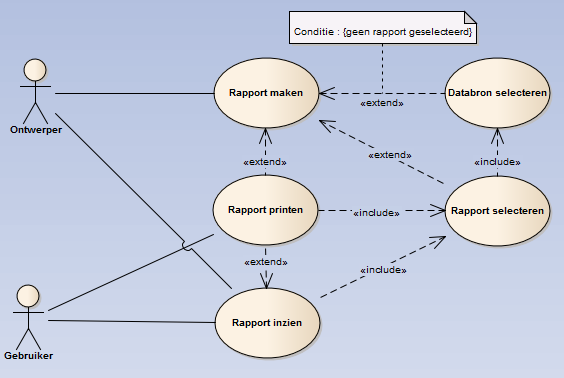 Conditie : {geen rapport geselecteerd}
Rapport maken
«extend»
Databron selecteren
Ontwerper
«extend»
«extend»
«include»
Rapport printen
«include»
Rapport selecteren
«extend»
«include»
Rapport inzien
Gebruiker